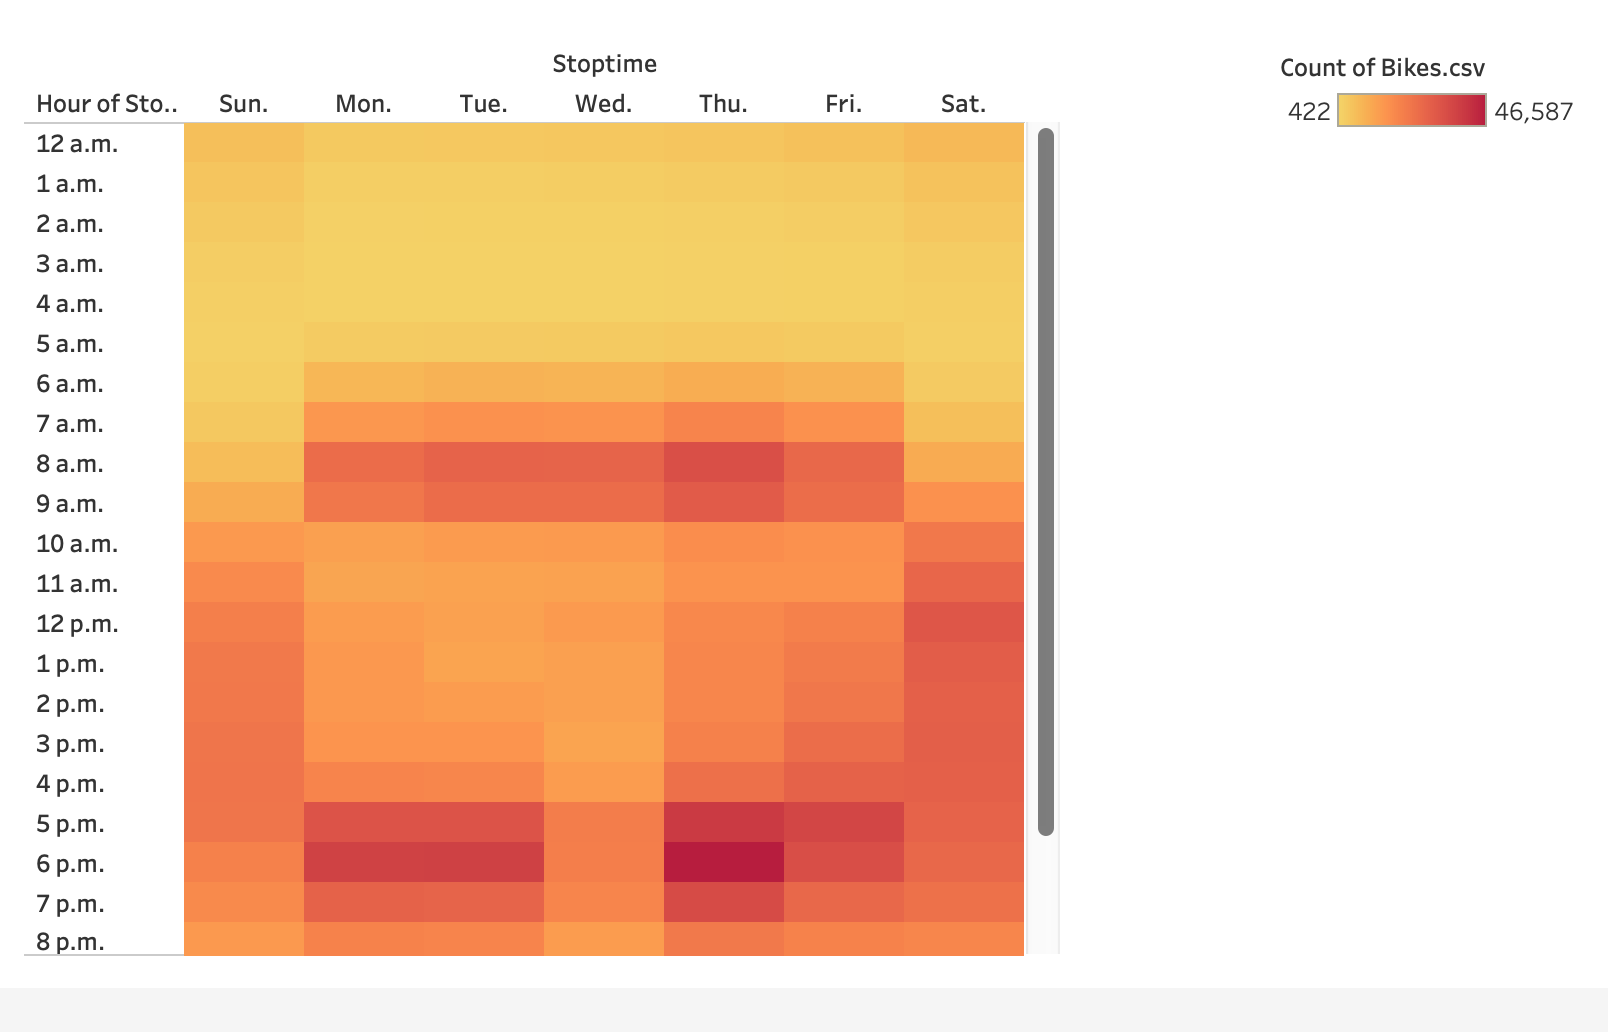 Stoptime
Count of Bikes.csv
Hour of Sto.. Sun. Mon. Tue. Wed. Thu. Fri. Sat.
422 46,587
12 a.m.
1 a.m.
2 a.m.
3 a.m.
4 a.m.
5 a.m.
6 a.m.
7 a.m.
8 a.m.
9 a.m.
10 a.m.
11 a.m.
12 p.m.
1 p.m.
2 p.m.
3 p.m.
4 p.m.
5 p.m.
6 p.m.
7 p.m.
8 p.m.